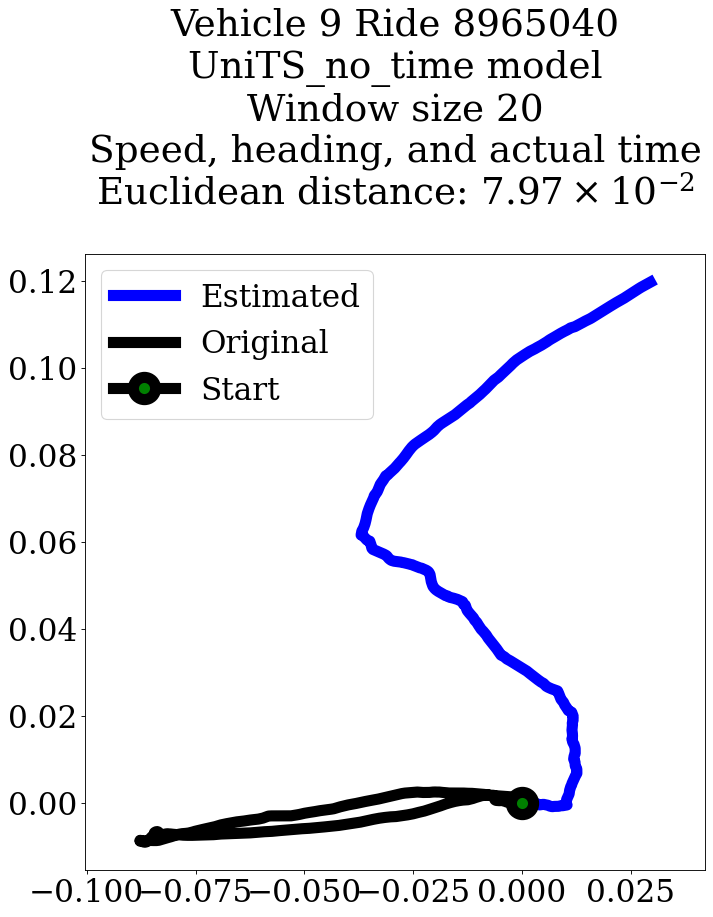 Vehicle 9 Ride 8965040
UniTS_no_time model
Window size 20
Speed, heading, and actual time
Euclidean distance: 7.97 × 10⁻²
Estimated
Original
Start
0.12
0.10
0.08
0.06
0.04
0.02
0.00
−0.100
−0.075
−0.050
−0.025
0.000
0.025